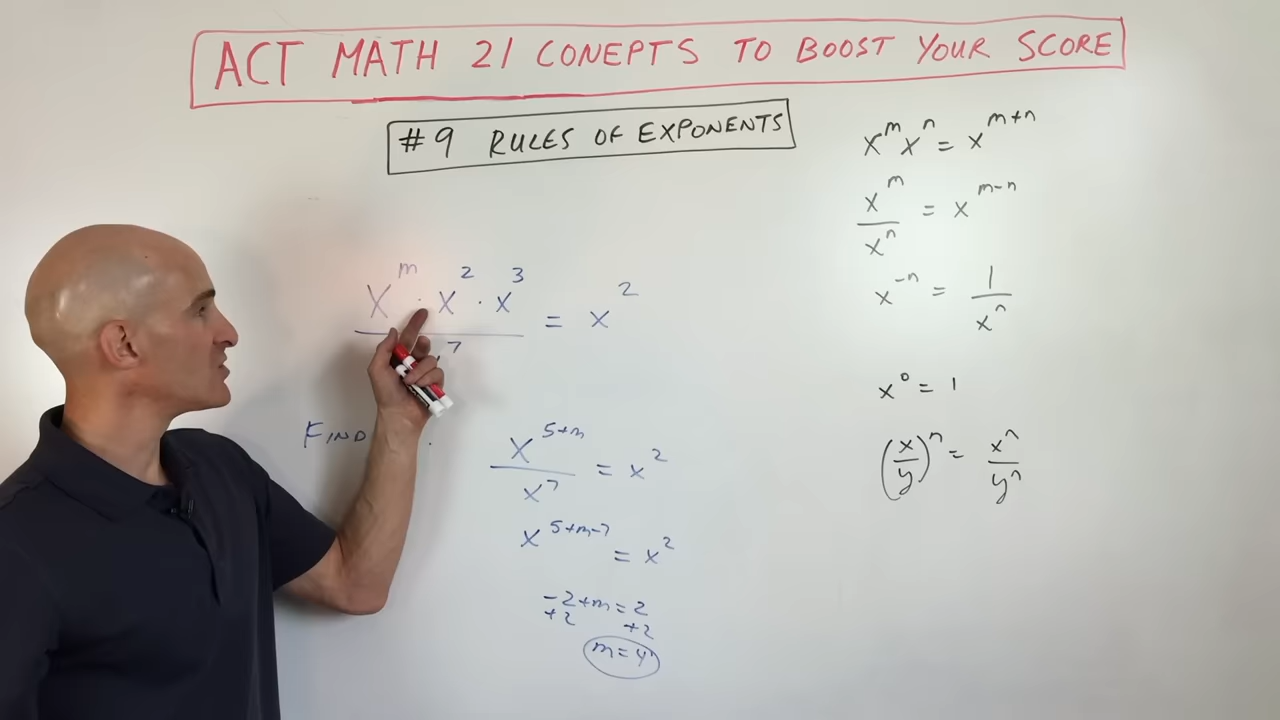 ACT MATH 21 CONEPTS TO BOOST YOUR SCORE
#9 RULES OF EXPONENTS
x^m · x^2 · x^3 = x^2
7
FIND
x^(5+m) / x^7 = x^2
x^(5+m-7) = x^2
-2+m=2
+2 +2
m=4
x^m x^n = x^(m+n)
x^m / x^n = x^(m-n)
x^(-n) = 1 / x^n
x^0 = 1
(x/y)^n = x^n / y^n